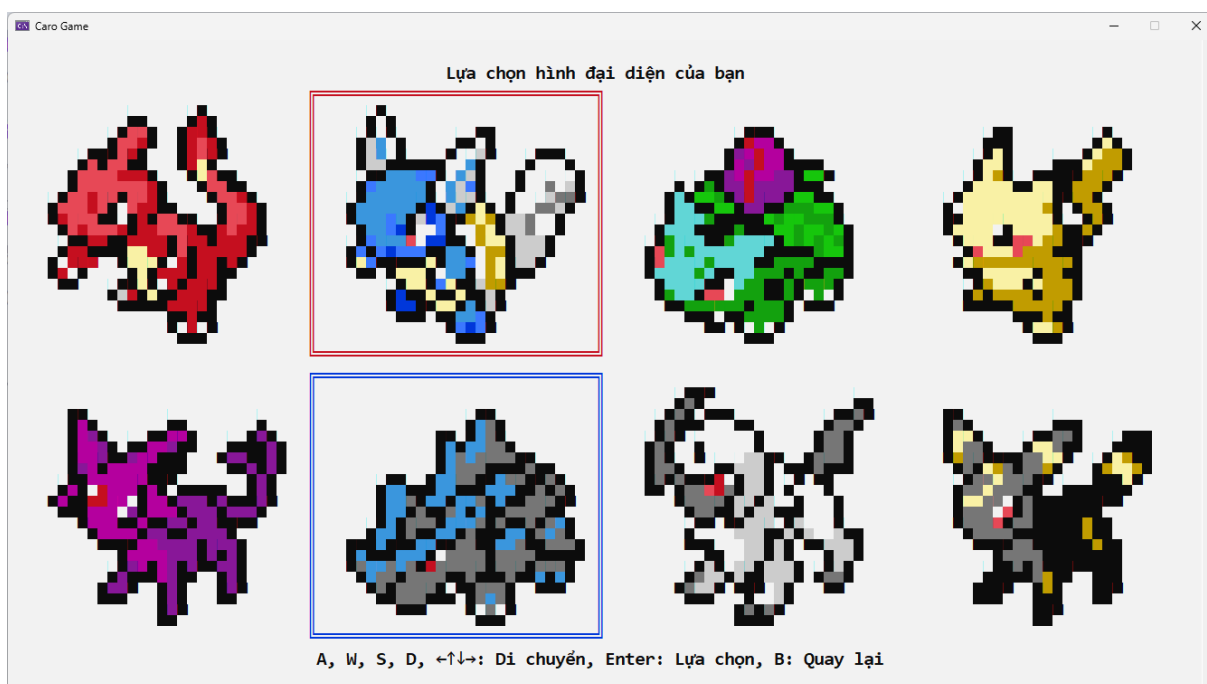 Caro Game
Lựa chọn hình đại diện của bạn
A, W, S, D, ←↑↓→: Di chuyển, Enter: Lựa chọn, B: Quay lại